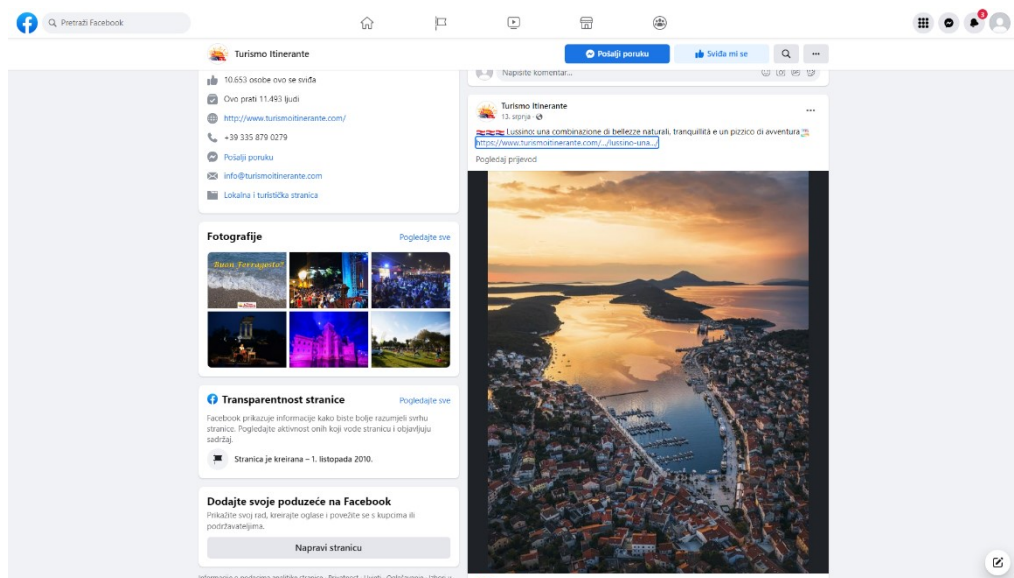 Pretraži Facebook
3
Turismo Itinerante
Pošalji poruku
Sviđa mi se
10.653 osobe ovo se sviđa
Ovo prati 11.493 ljudi
http://www.turismoitinerante.com/
+39 335 879 0279
Pošalji poruku
info@turismoitinerante.com
Lokalna i turistička stranica
Fotografije
Pogledajte sve
Buon Ferragosto!
Transparentnost stranice
Pogledajte sve
Facebook prikazuje informacije kako biste bolje razumjeli svrhu
stranice. Pogledajte aktivnost onih koji vode stranicu i objavljuju
sadržaj.
Stranica je kreirana – 1. listopada 2010.
Dodajte svoje poduzeće na Facebook
Prikažite svoj rad, kreirajte oglase i povežite se s kupcima ili
podržavateljima.
Napravi stranicu
Napišite komentar...
Turismo Itinerante
13. srpnja
Lussino: una combinazione di bellezze naturali, tranquillità e un pizzico di avventura
https://www.turismoitinerante.com/.../lussino-una.../
Pogledaj prijevod